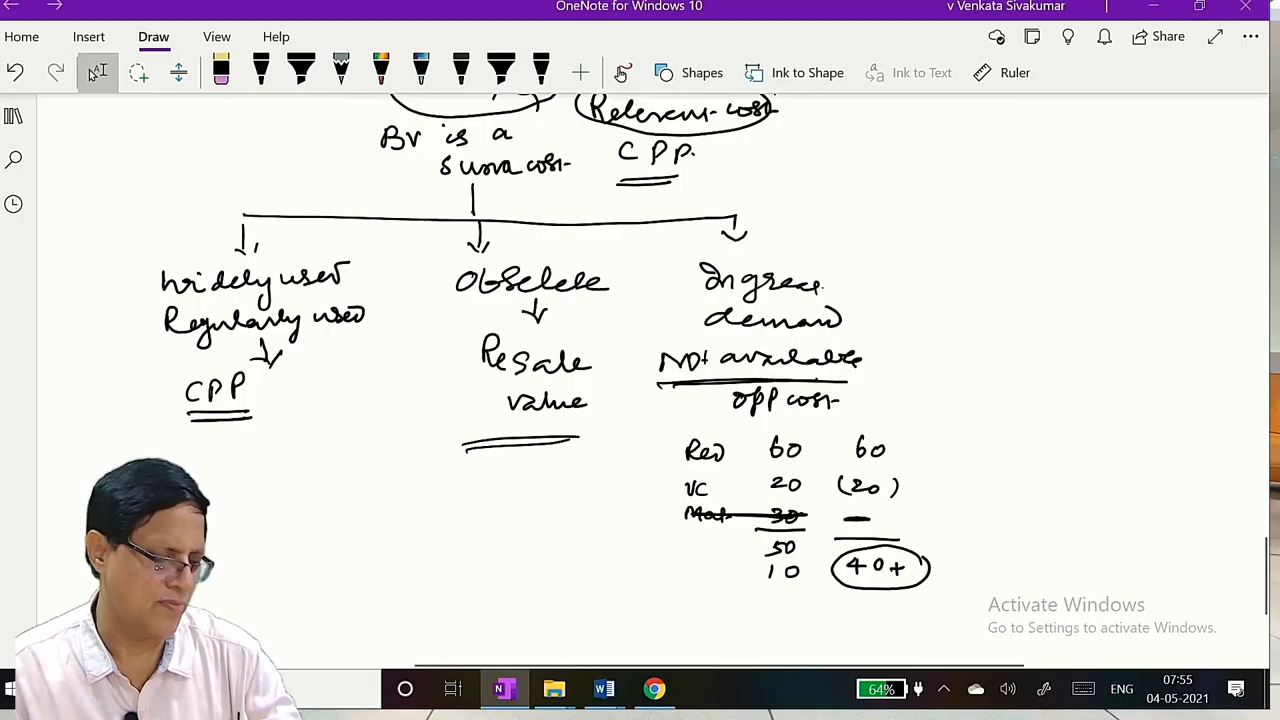 OneNote for Windows 10
v Venkata Sivakumar
Home Insert Draw View Help
Share
Shapes Ink to Shape Ink to Text Ruler
Relevant cost
BV is a
sunk cost
CPP.
Widely used
Regularly used
CPP
Obselete
Resale
value
In great
demand
Not available
opp cost
Rev 60 60
VC 20 (20)
Mat 30 —
50
10 40+
Activate Windows
Go to Settings to activate Windows.
64%
ENG
07:55
04-05-2021